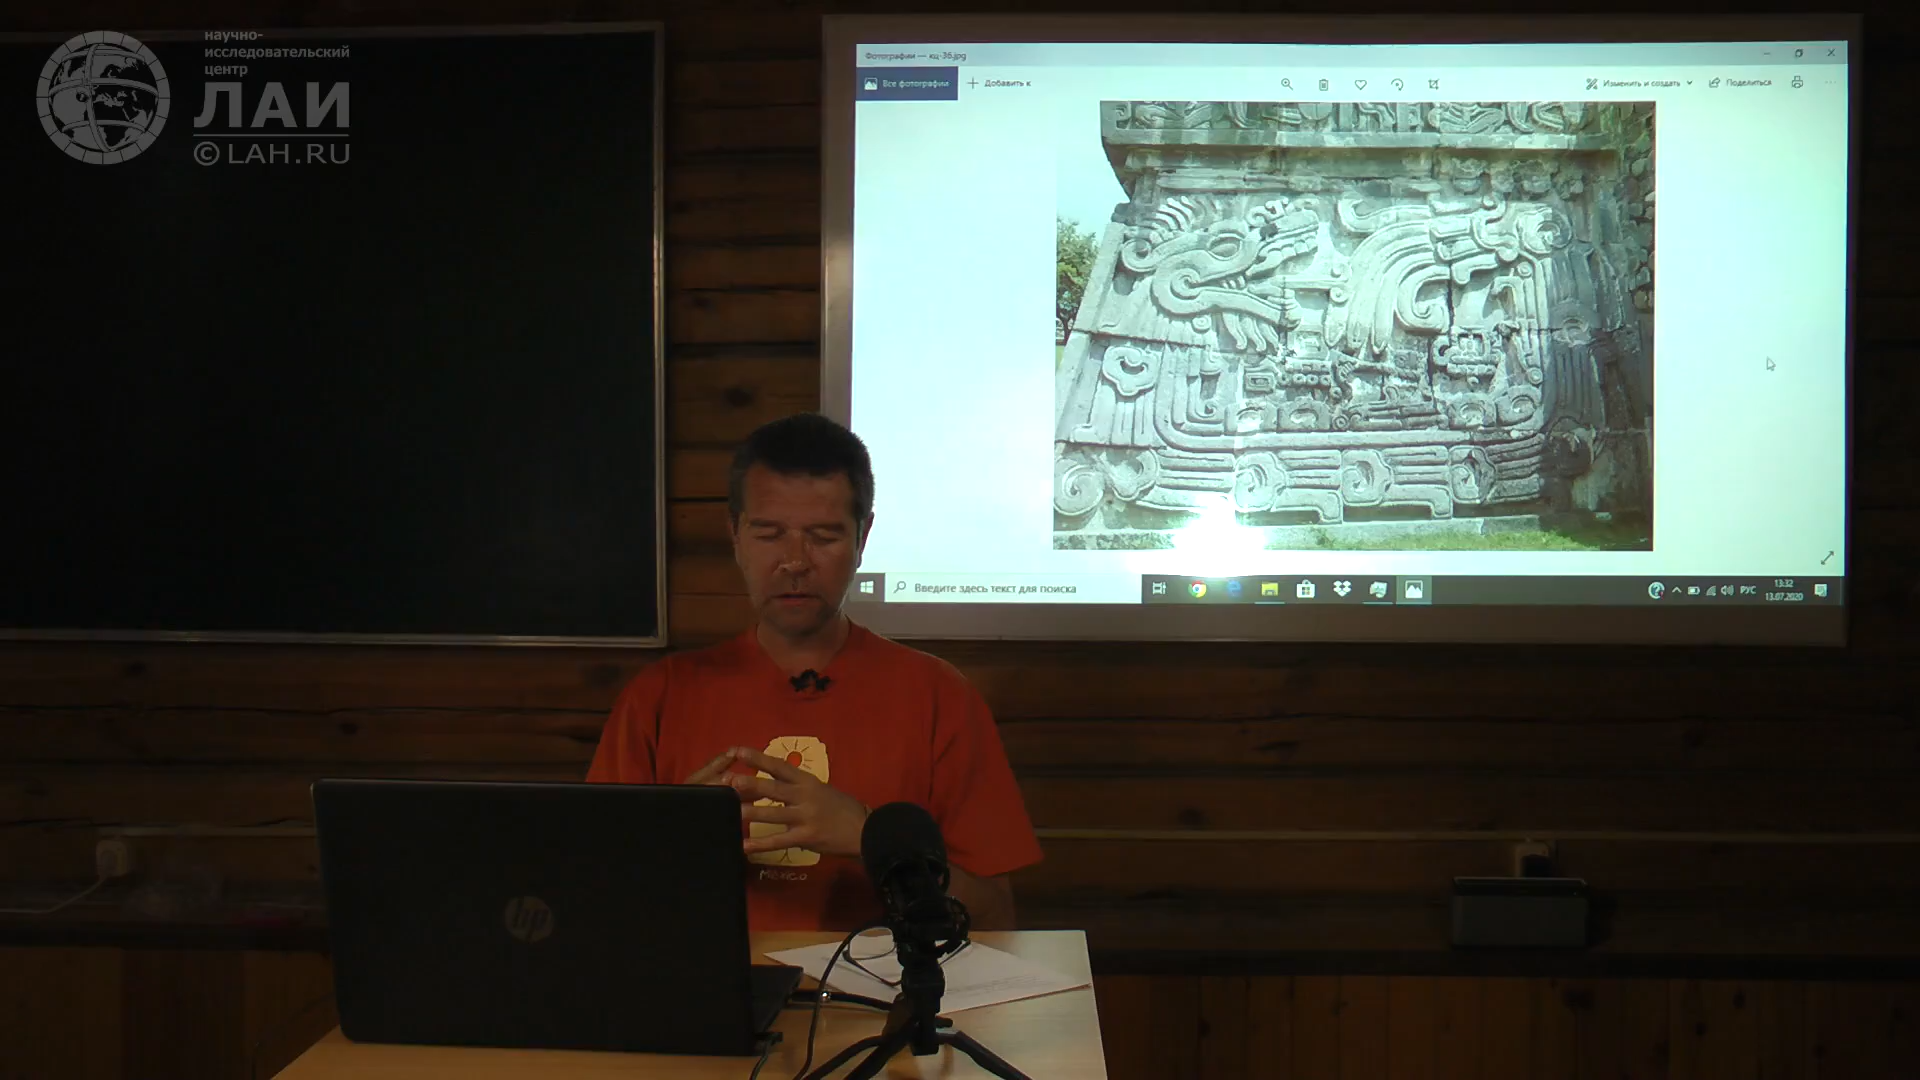 научно-
исследовательский
центр
ЛАИ
© LAH.RU
Фотографии — кц-36.jpg
Все фотографии
Добавить к
Изменить и создать
Поделиться
Введите здесь текст для поиска
РУС
13:32
13.07.2020
hp
Mexico